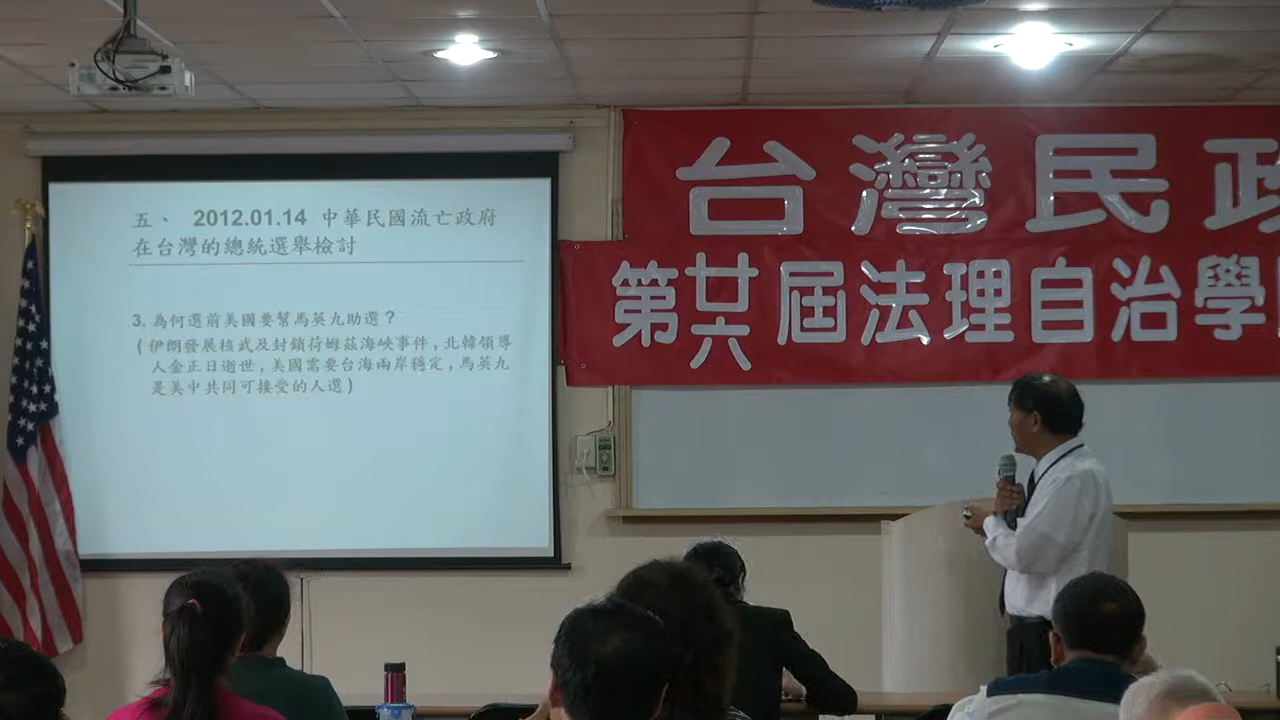 五、 2012.01.14 中華民國流亡政府
在台灣的總統選舉檢討
3. 為何選前美國要幫馬英九助選?
(伊朗發展核武及封鎖荷姆茲海峽事件,北韓領導
人金正日逝世,美國需要台海兩岸穩定,馬英九
是美中共同可接受的人選)
台灣民政
第廿六屆法理自治學